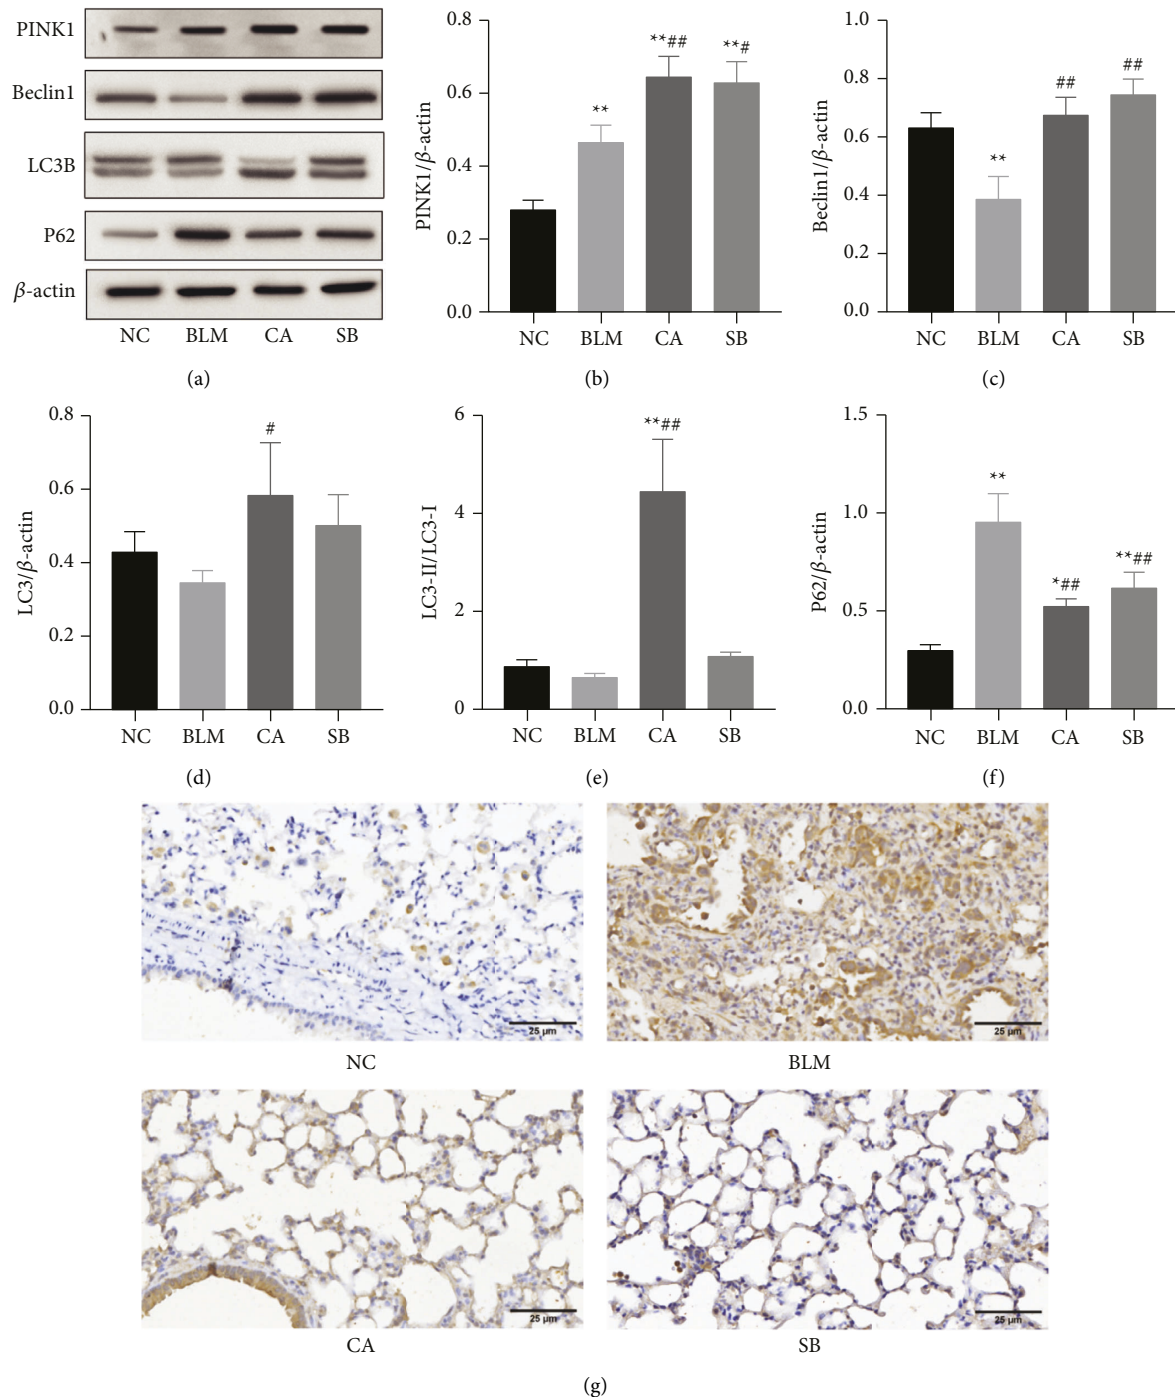 PINK1
Beclin1
LC3B
P62
β-actin
NC BLM CA SB
(a)
PINK1/β-actin
0.8
0.6
0.4
0.2
0.0
**
**##
**#
NC BLM CA SB
(b)
Beclin1/β-actin
1.0
0.8
0.6
0.4
0.2
0.0
**
##
##
NC BLM CA SB
(c)
LC3/β-actin
0.8
0.6
0.4
0.2
0.0
#
NC BLM CA SB
(d)
LC3-II/LC3-I
6
4
2
0
**##
NC BLM CA SB
(e)
P62/β-actin
1.5
1.0
0.5
0.0
**
*##
**##
NC BLM CA SB
(f)
25 μm
NC
25 μm
BLM
25 μm
CA
25 μm
SB
(g)